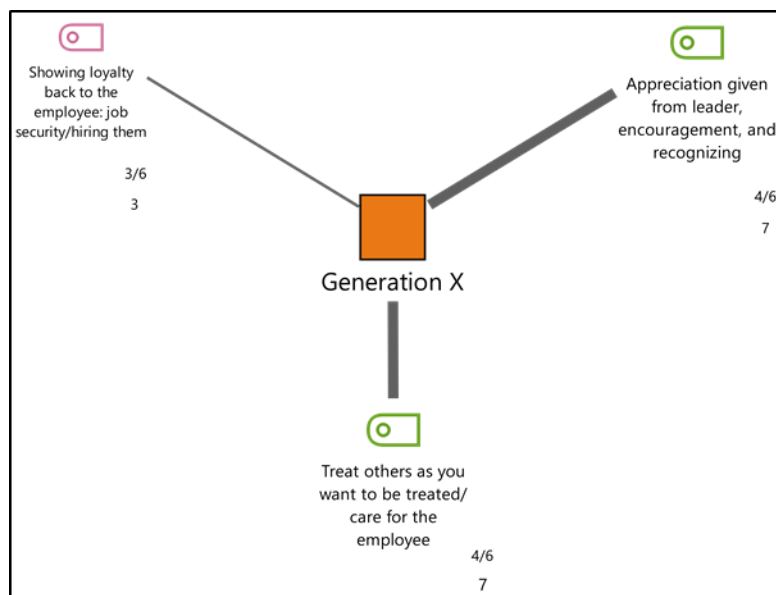 Showing loyalty
back to the
employee: job
security/hiring them
3/6
3
Appreciation given
from leader,
encouragement, and
recognizing
4/6
7
Generation X
Treat others as you
want to be treated/
care for the
employee
4/6
7